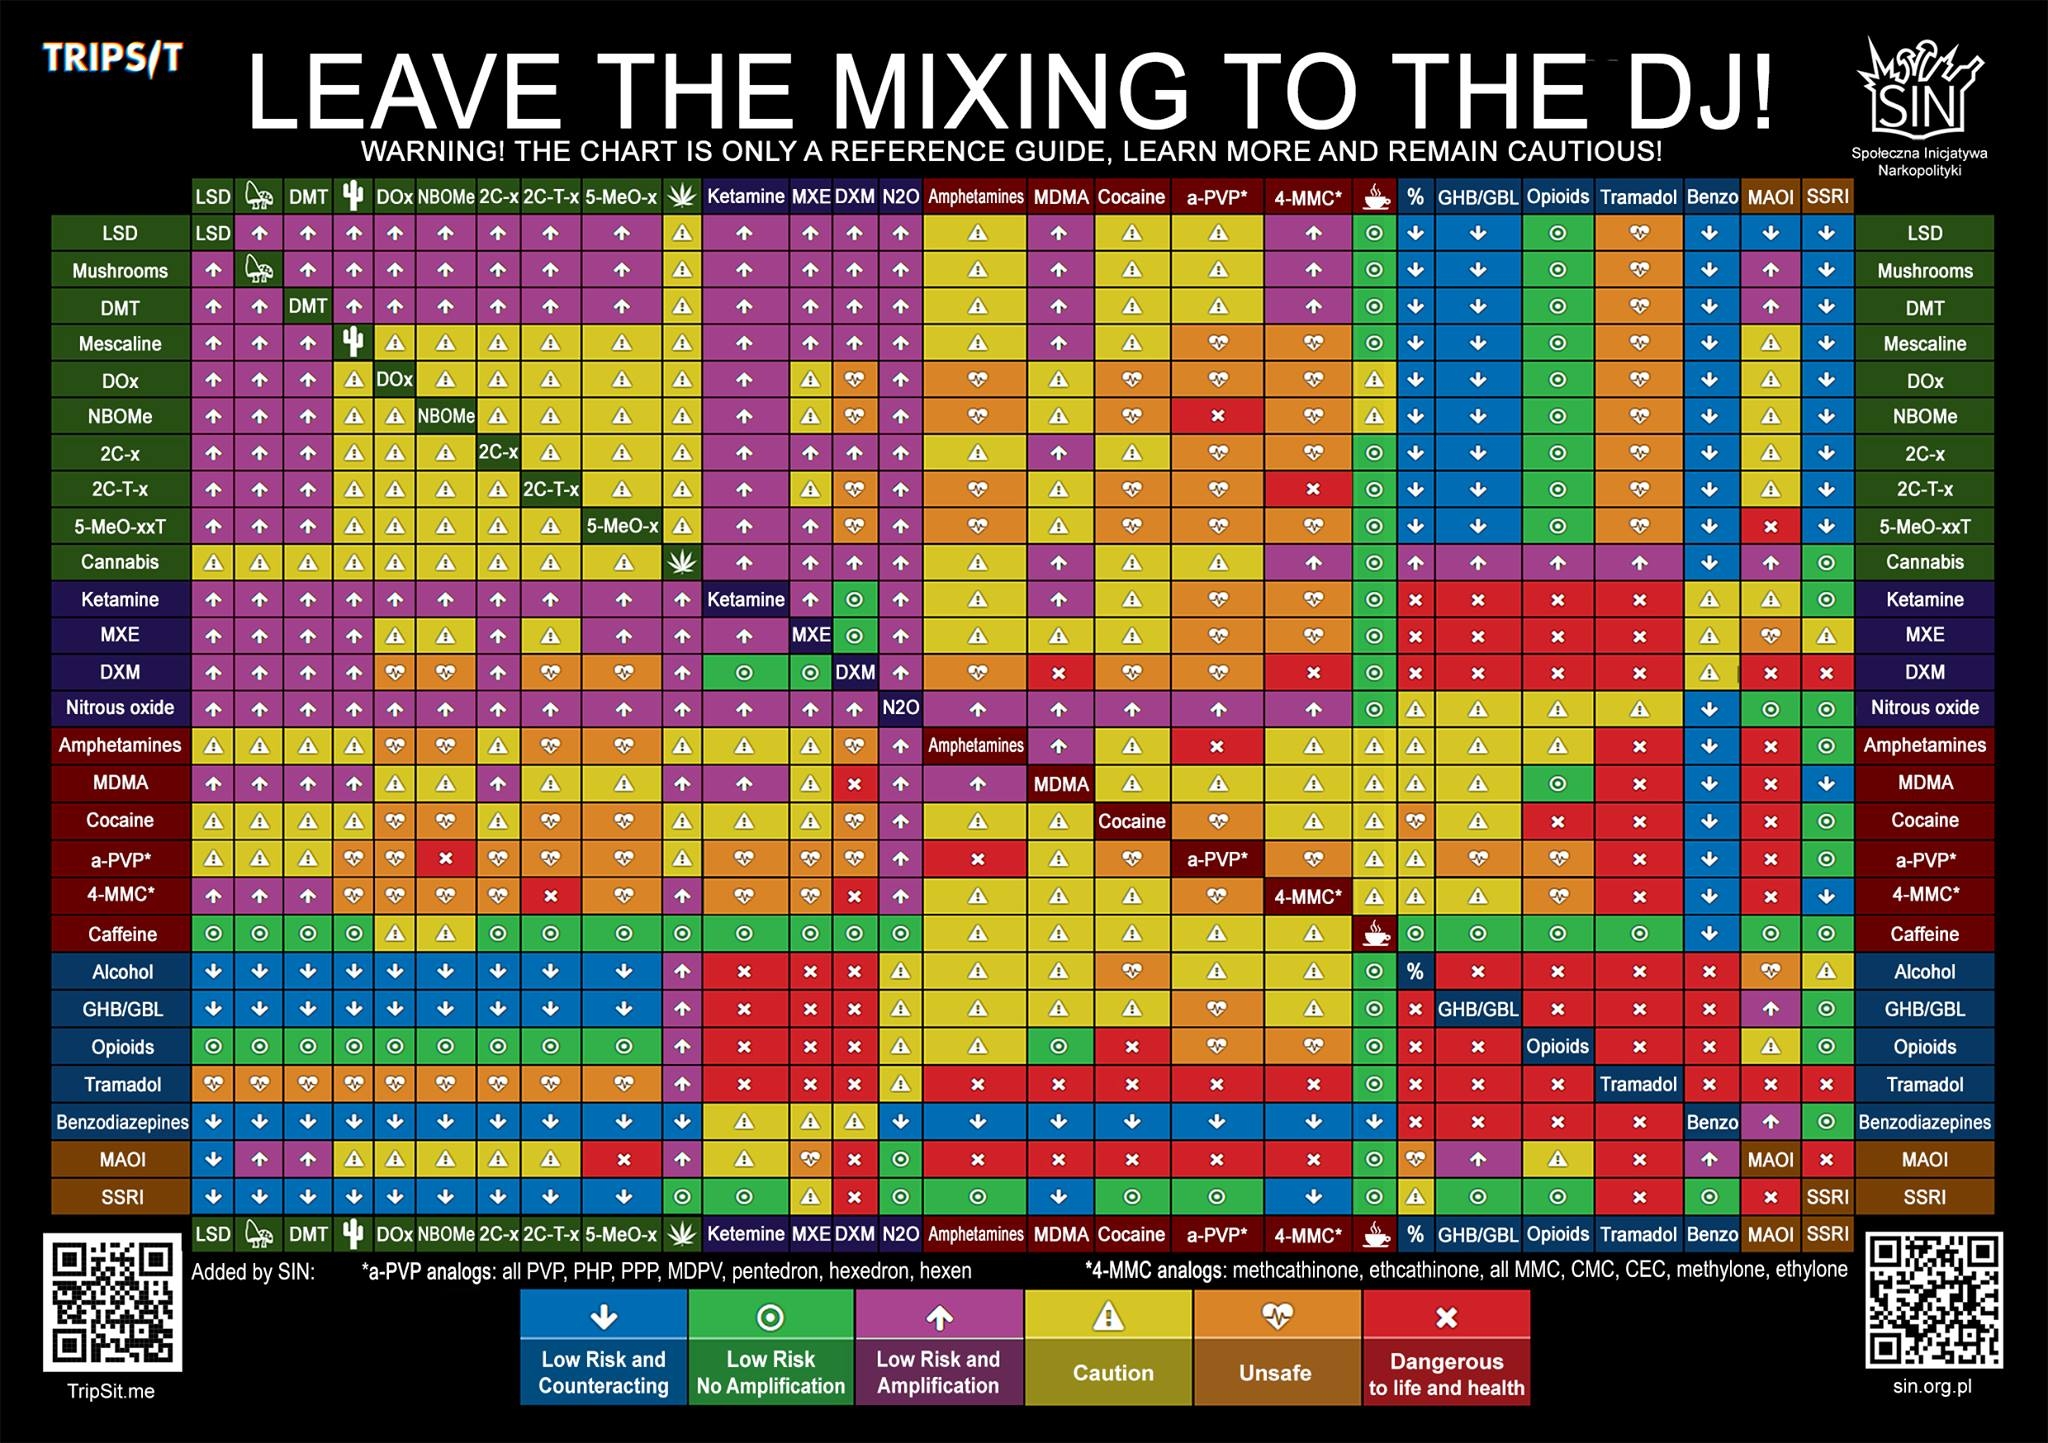 TRIPSIT
LEAVE THE MIXING TO THE DJ!
WARNING! THE CHART IS ONLY A REFERENCE GUIDE, LEARN MORE AND REMAIN CAUTIOUS!
SIN
Społeczna Inicjatywa
Narkopolityki
LSD DMT DOx NBOMe 2C-x 2C-T-x 5-MeO-x Ketamine MXE DXM N2O Amphetamines MDMA Cocaine a-PVP* 4-MMC* % GHB/GBL Opioids Tramadol Benzo MAOI SSRI
LSD LSD LSD
Mushrooms Mushrooms
DMT DMT DMT
Mescaline Mescaline
DOx DOx DOx
NBOMe NBOMe NBOMe
2C-x 2C-x 2C-x
2C-T-x 2C-T-x 2C-T-x
5-MeO-xxT 5-MeO-x 5-MeO-xxT
Cannabis Cannabis
Ketamine Ketamine Ketamine
MXE MXE MXE
DXM DXM DXM
Nitrous oxide N2O Nitrous oxide
Amphetamines Amphetamines Amphetamines
MDMA MDMA MDMA
Cocaine Cocaine Cocaine
a-PVP* a-PVP* a-PVP*
4-MMC* 4-MMC* 4-MMC*
Caffeine Caffeine
Alcohol % Alcohol
GHB/GBL GHB/GBL GHB/GBL
Opioids Opioids Opioids
Tramadol Tramadol Tramadol
Benzodiazepines Benzo Benzodiazepines
MAOI MAOI MAOI
SSRI SSRI SSRI
LSD DMT DOx NBOMe 2C-x 2C-T-x 5-MeO-x Ketemine MXE DXM N2O Amphetamines MDMA Cocaine a-PVP* 4-MMC* % GHB/GBL Opioids Tramadol Benzo MAOI SSRI
Added by SIN: *a-PVP analogs: all PVP, PHP, PPP, MDPV, pentedron, hexedron, hexen *4-MMC analogs: methcathinone, ethcathinone, all MMC, CMC, CEC, methylone, ethylone
Low Risk and
Counteracting
Low Risk
No Amplification
Low Risk and
Amplification
Caution
Unsafe
Dangerous
to life and health
TripSit.me
sin.org.pl